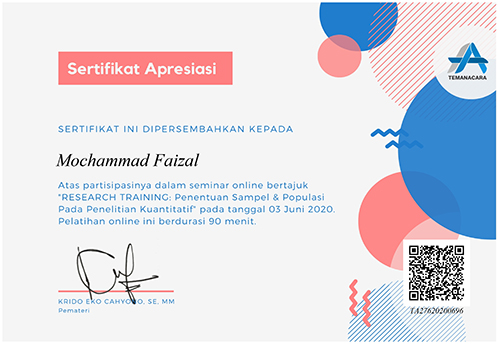 Sertifikat Apresiasi
TEMANACARA
SERTIFIKAT INI DIPERSEMBAHKAN KEPADA
Mochammad Faizal
Atas partisipasinya dalam seminar online bertajuk
"RESEARCH TRAINING: Penentuan Sampel & Populasi
Pada Penelitian Kuantitatif" pada tanggal 03 Juni 2020.
Pelatihan online ini berdurasi 90 menit.
KRIDO EKO CAHYONO, SE, MM
Pemateri
TA27620200696